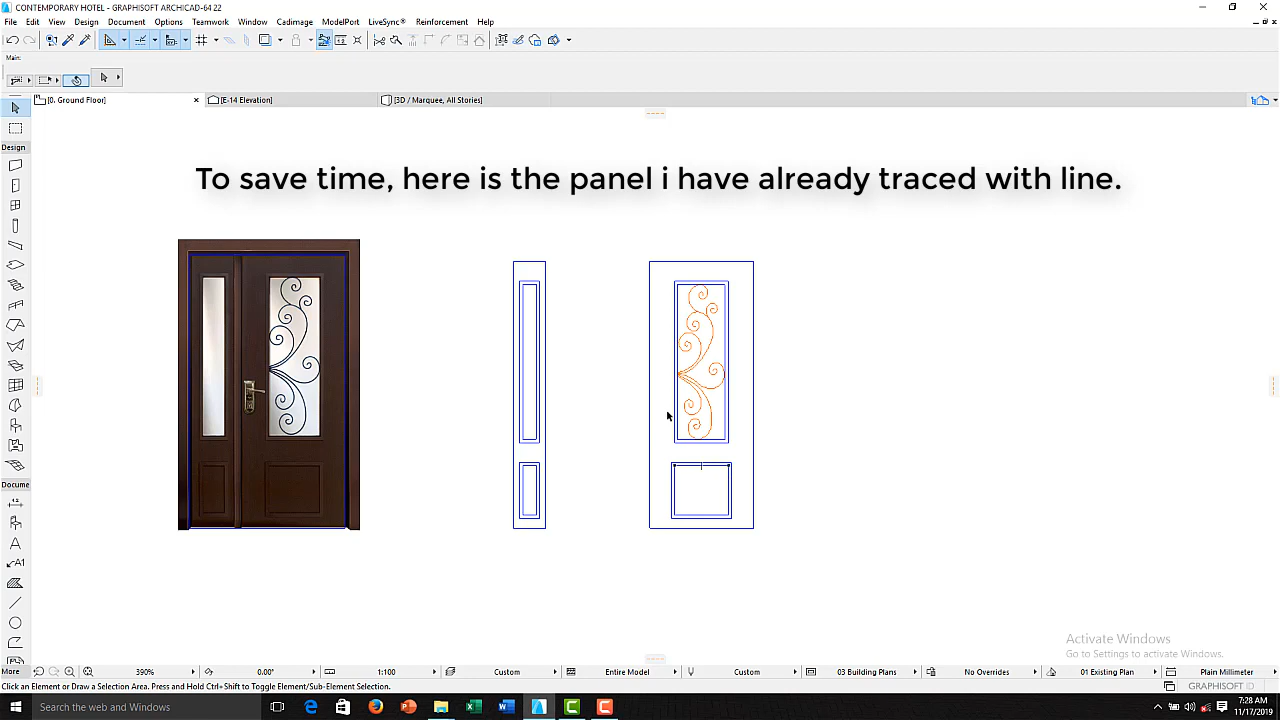 CONTEMPORARY HOTEL - GRAPHISOFT ARCHICAD-64 22
File Edit View Design Document Options Teamwork Window Cadimage ModelPort LiveSync® Reinforcement Help
Main:
[0. Ground Floor] [E-14 Elevation] [3D / Marquee, All Stories]
Design
To save time, here is the panel i have already traced with line.
Docume
A
A1
Activate Windows
Go to Settings to activate Windows.
More 390% 0.00° 1:100 Custom Entire Model Custom 03 Building Plans No Overrides 01 Existing Plan Plain Millimeter
Click an Element or Draw a Selection Area. Press and Hold Ctrl+Shift to Toggle Element/Sub-Element Selection.
GRAPHISOFT
Search the web and Windows
7:28 AM
11/17/2019